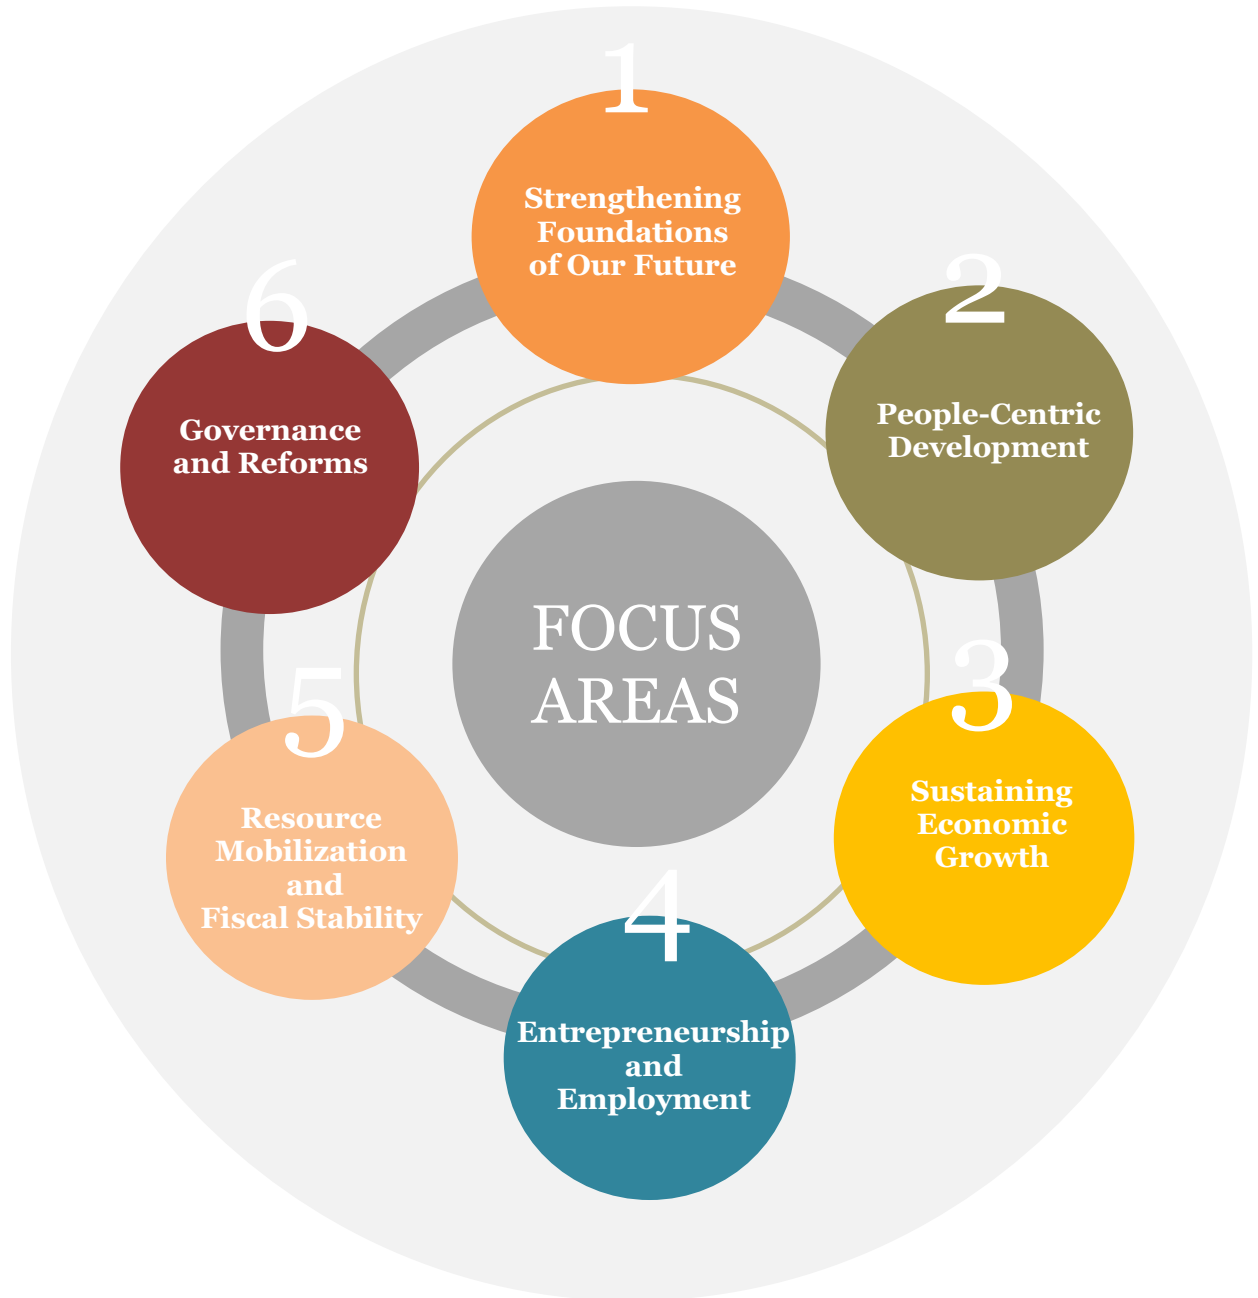 1
Strengthening
Foundations
of Our Future
2
People-Centric
Development
3
Sustaining
Economic
Growth
4
Entrepreneurship
and
Employment
5
Resource
Mobilization
and
Fiscal Stability
6
Governance
and Reforms
FOCUS
AREAS